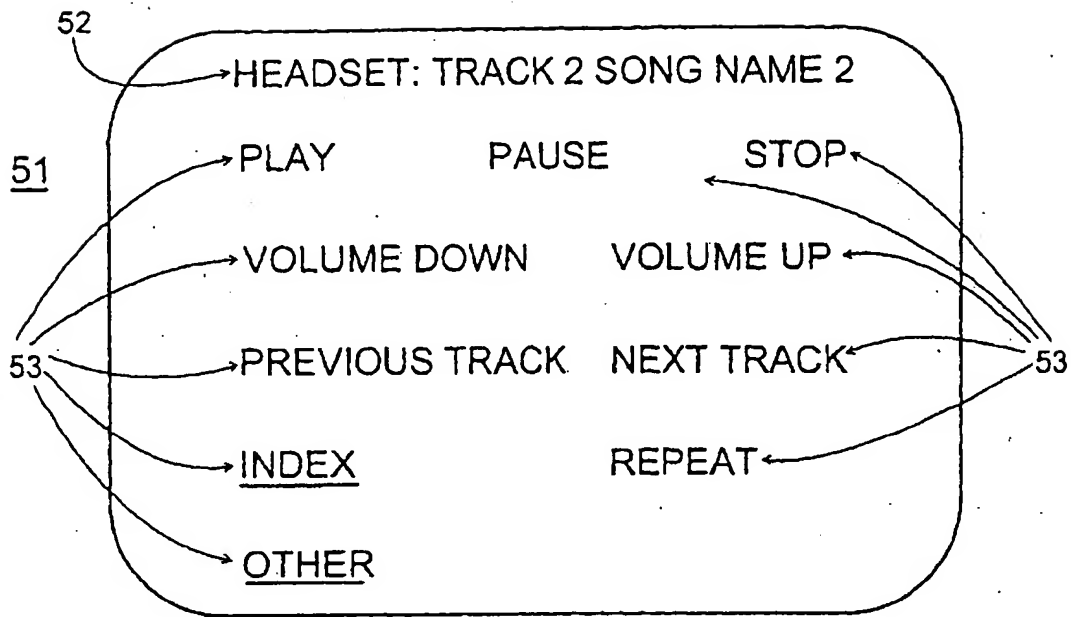 52
HEADSET: TRACK 2 SONG NAME 2
51
PLAY PAUSE STOP
VOLUME DOWN VOLUME UP
53 PREVIOUS TRACK NEXT TRACK 53
INDEX REPEAT
OTHER